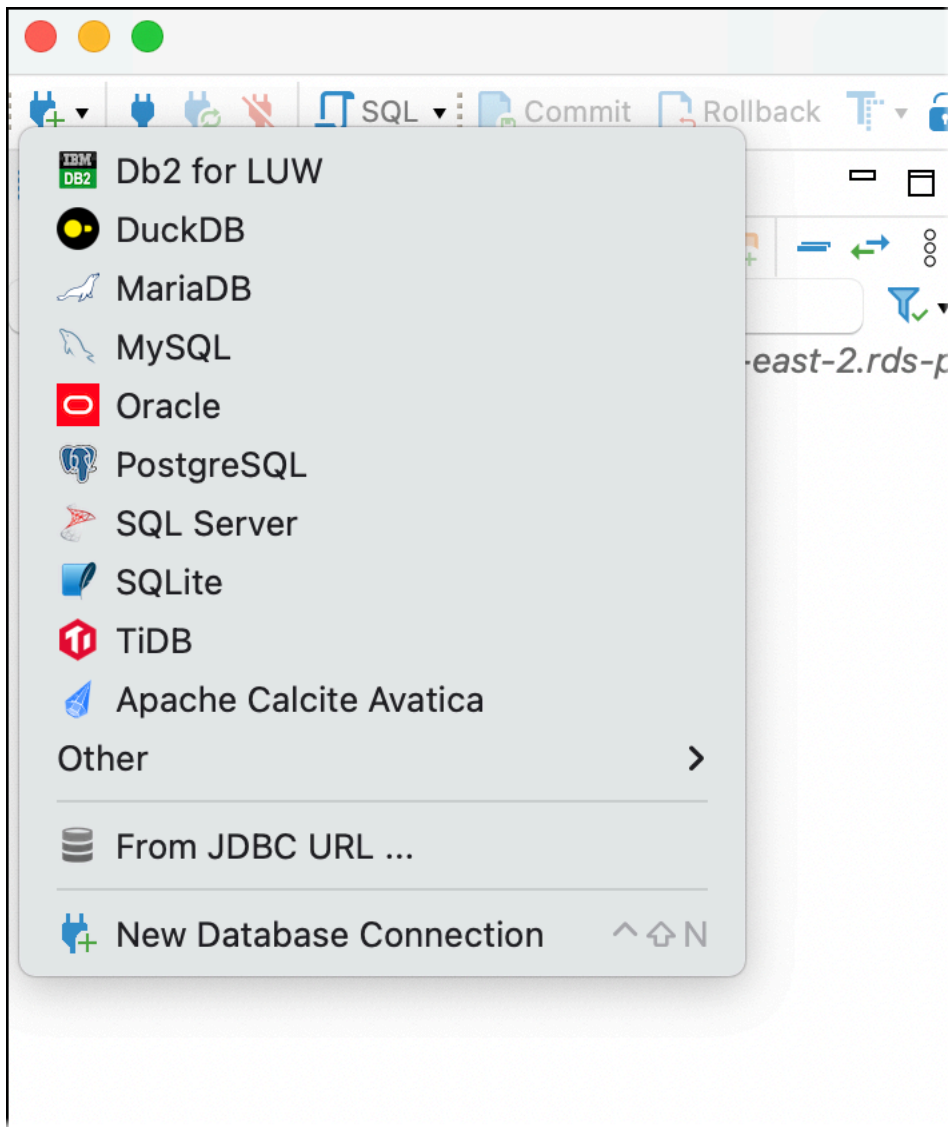 SQL Commit Rollback
IBM
DB2 Db2 for LUW
DuckDB
MariaDB
MySQL
-east-2.rds-p
Oracle
PostgreSQL
SQL Server
SQLite
TiDB
Apache Calcite Avatica
Other
From JDBC URL ...
New Database Connection ^⇧N